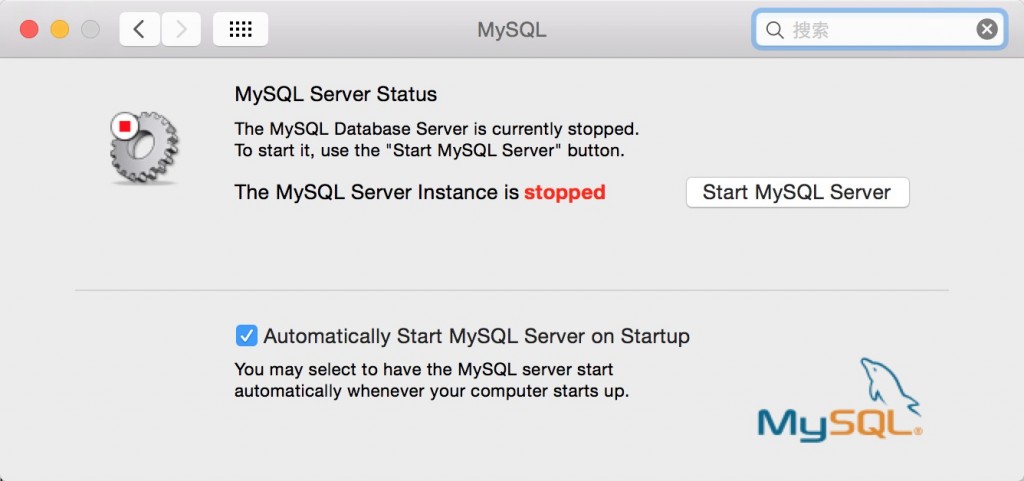 MySQL
搜索
MySQL Server Status
The MySQL Database Server is currently stopped.
To start it, use the "Start MySQL Server" button.
The MySQL Server Instance is stopped
Start MySQL Server
Automatically Start MySQL Server on Startup
You may select to have the MySQL server start
automatically whenever your computer starts up.
MySQL®